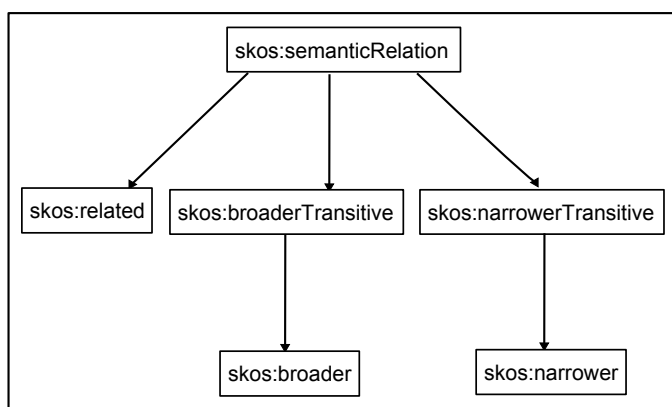 skos:semanticRelation
skos:related
skos:broaderTransitive
skos:narrowerTransitive
skos:broader
skos:narrower